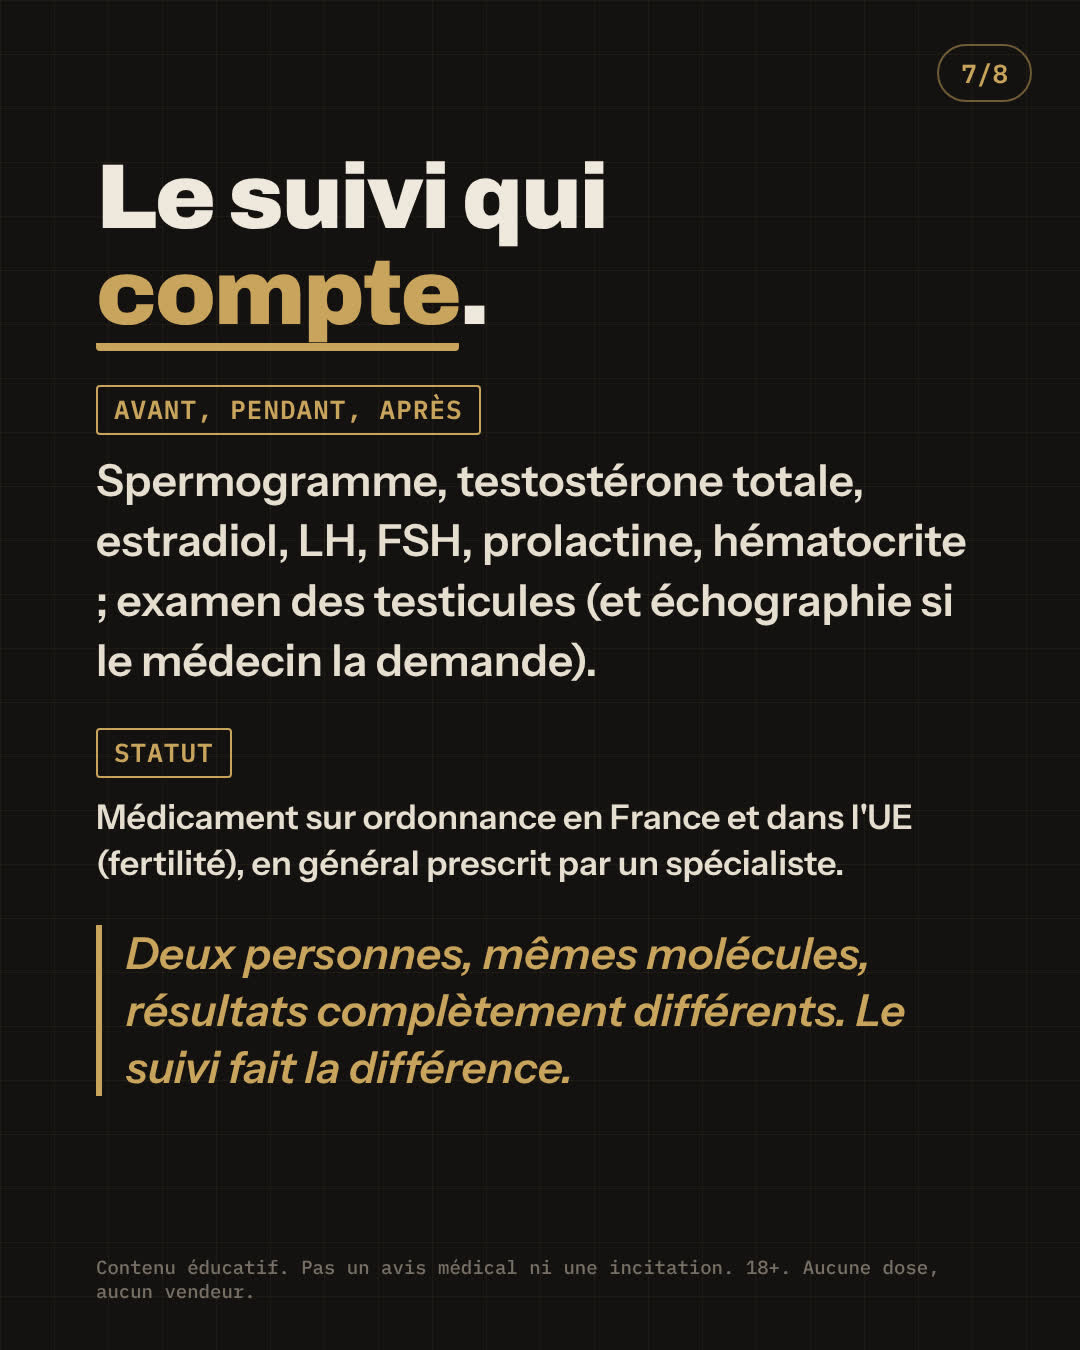 7/8
Le suivi qui
compte.
AVANT, PENDANT, APRÈS
Spermogramme, testostérone totale,
estradiol, LH, FSH, prolactine, hématocrite
; examen des testicules (et échographie si
le médecin la demande).
STATUT
Médicament sur ordonnance en France et dans l'UE
(fertilité), en général prescrit par un spécialiste.
Deux personnes, mêmes molécules,
résultats complètement différents. Le
suivi fait la différence.
Contenu éducatif. Pas un avis médical ni une incitation. 18+. Aucune dose,
aucun vendeur.